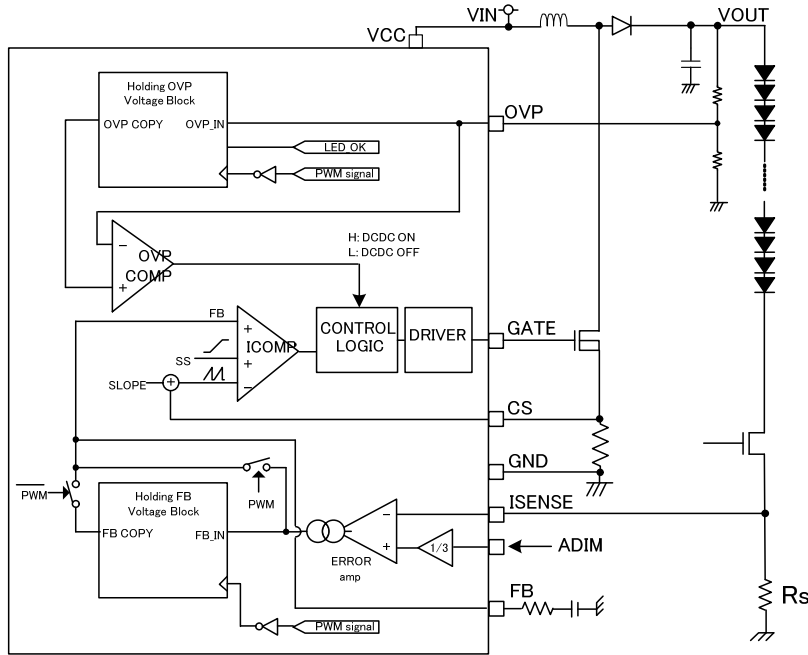 VIN
VOUT
VCC
Holding OVP
Voltage Block
OVP COPY
OVP_IN
LED_OK
PWM signal
OVP
−
OVP
COMP
+
H: DCDC ON
L: DCDC OFF
FB
+
ICOMP
SS
+
SLOPE
+
−
CONTROL
LOGIC
DRIVER
GATE
CS
GND
PWM
PWM
Holding FB
Voltage Block
FB COPY
FB_IN
ERROR
amp
−
+
1/3
ISENSE
ADIM
FB
PWM signal
Rs